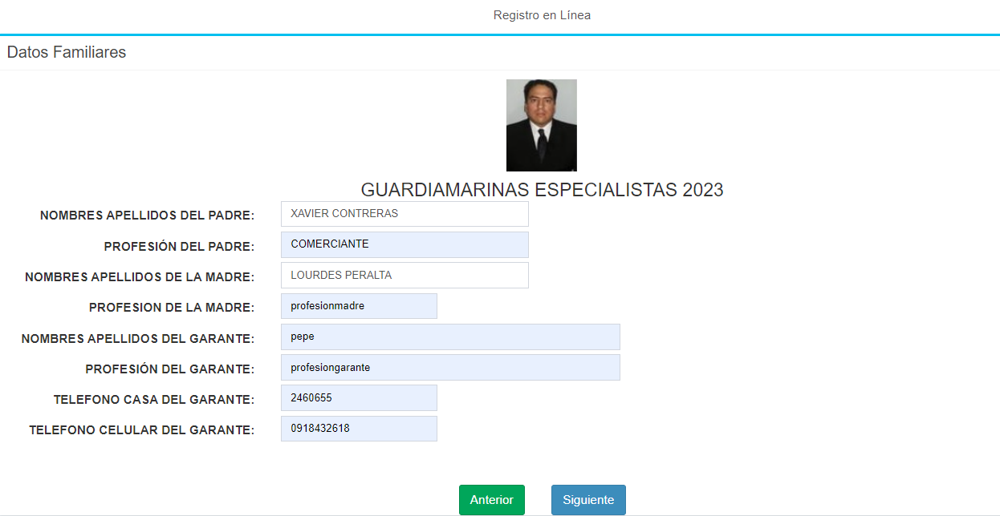 Registro en Línea
Datos Familiares
GUARDIAMARINAS ESPECIALISTAS 2023
NOMBRES APELLIDOS DEL PADRE: XAVIER CONTRERAS
PROFESIÓN DEL PADRE: COMERCIANTE
NOMBRES APELLIDOS DE LA MADRE: LOURDES PERALTA
PROFESION DE LA MADRE: profesionmadre
NOMBRES APELLIDOS DEL GARANTE: pepe
PROFESIÓN DEL GARANTE: profesiongarante
TELEFONO CASA DEL GARANTE: 2460655
TELEFONO CELULAR DEL GARANTE: 0918432618
Anterior Siguiente